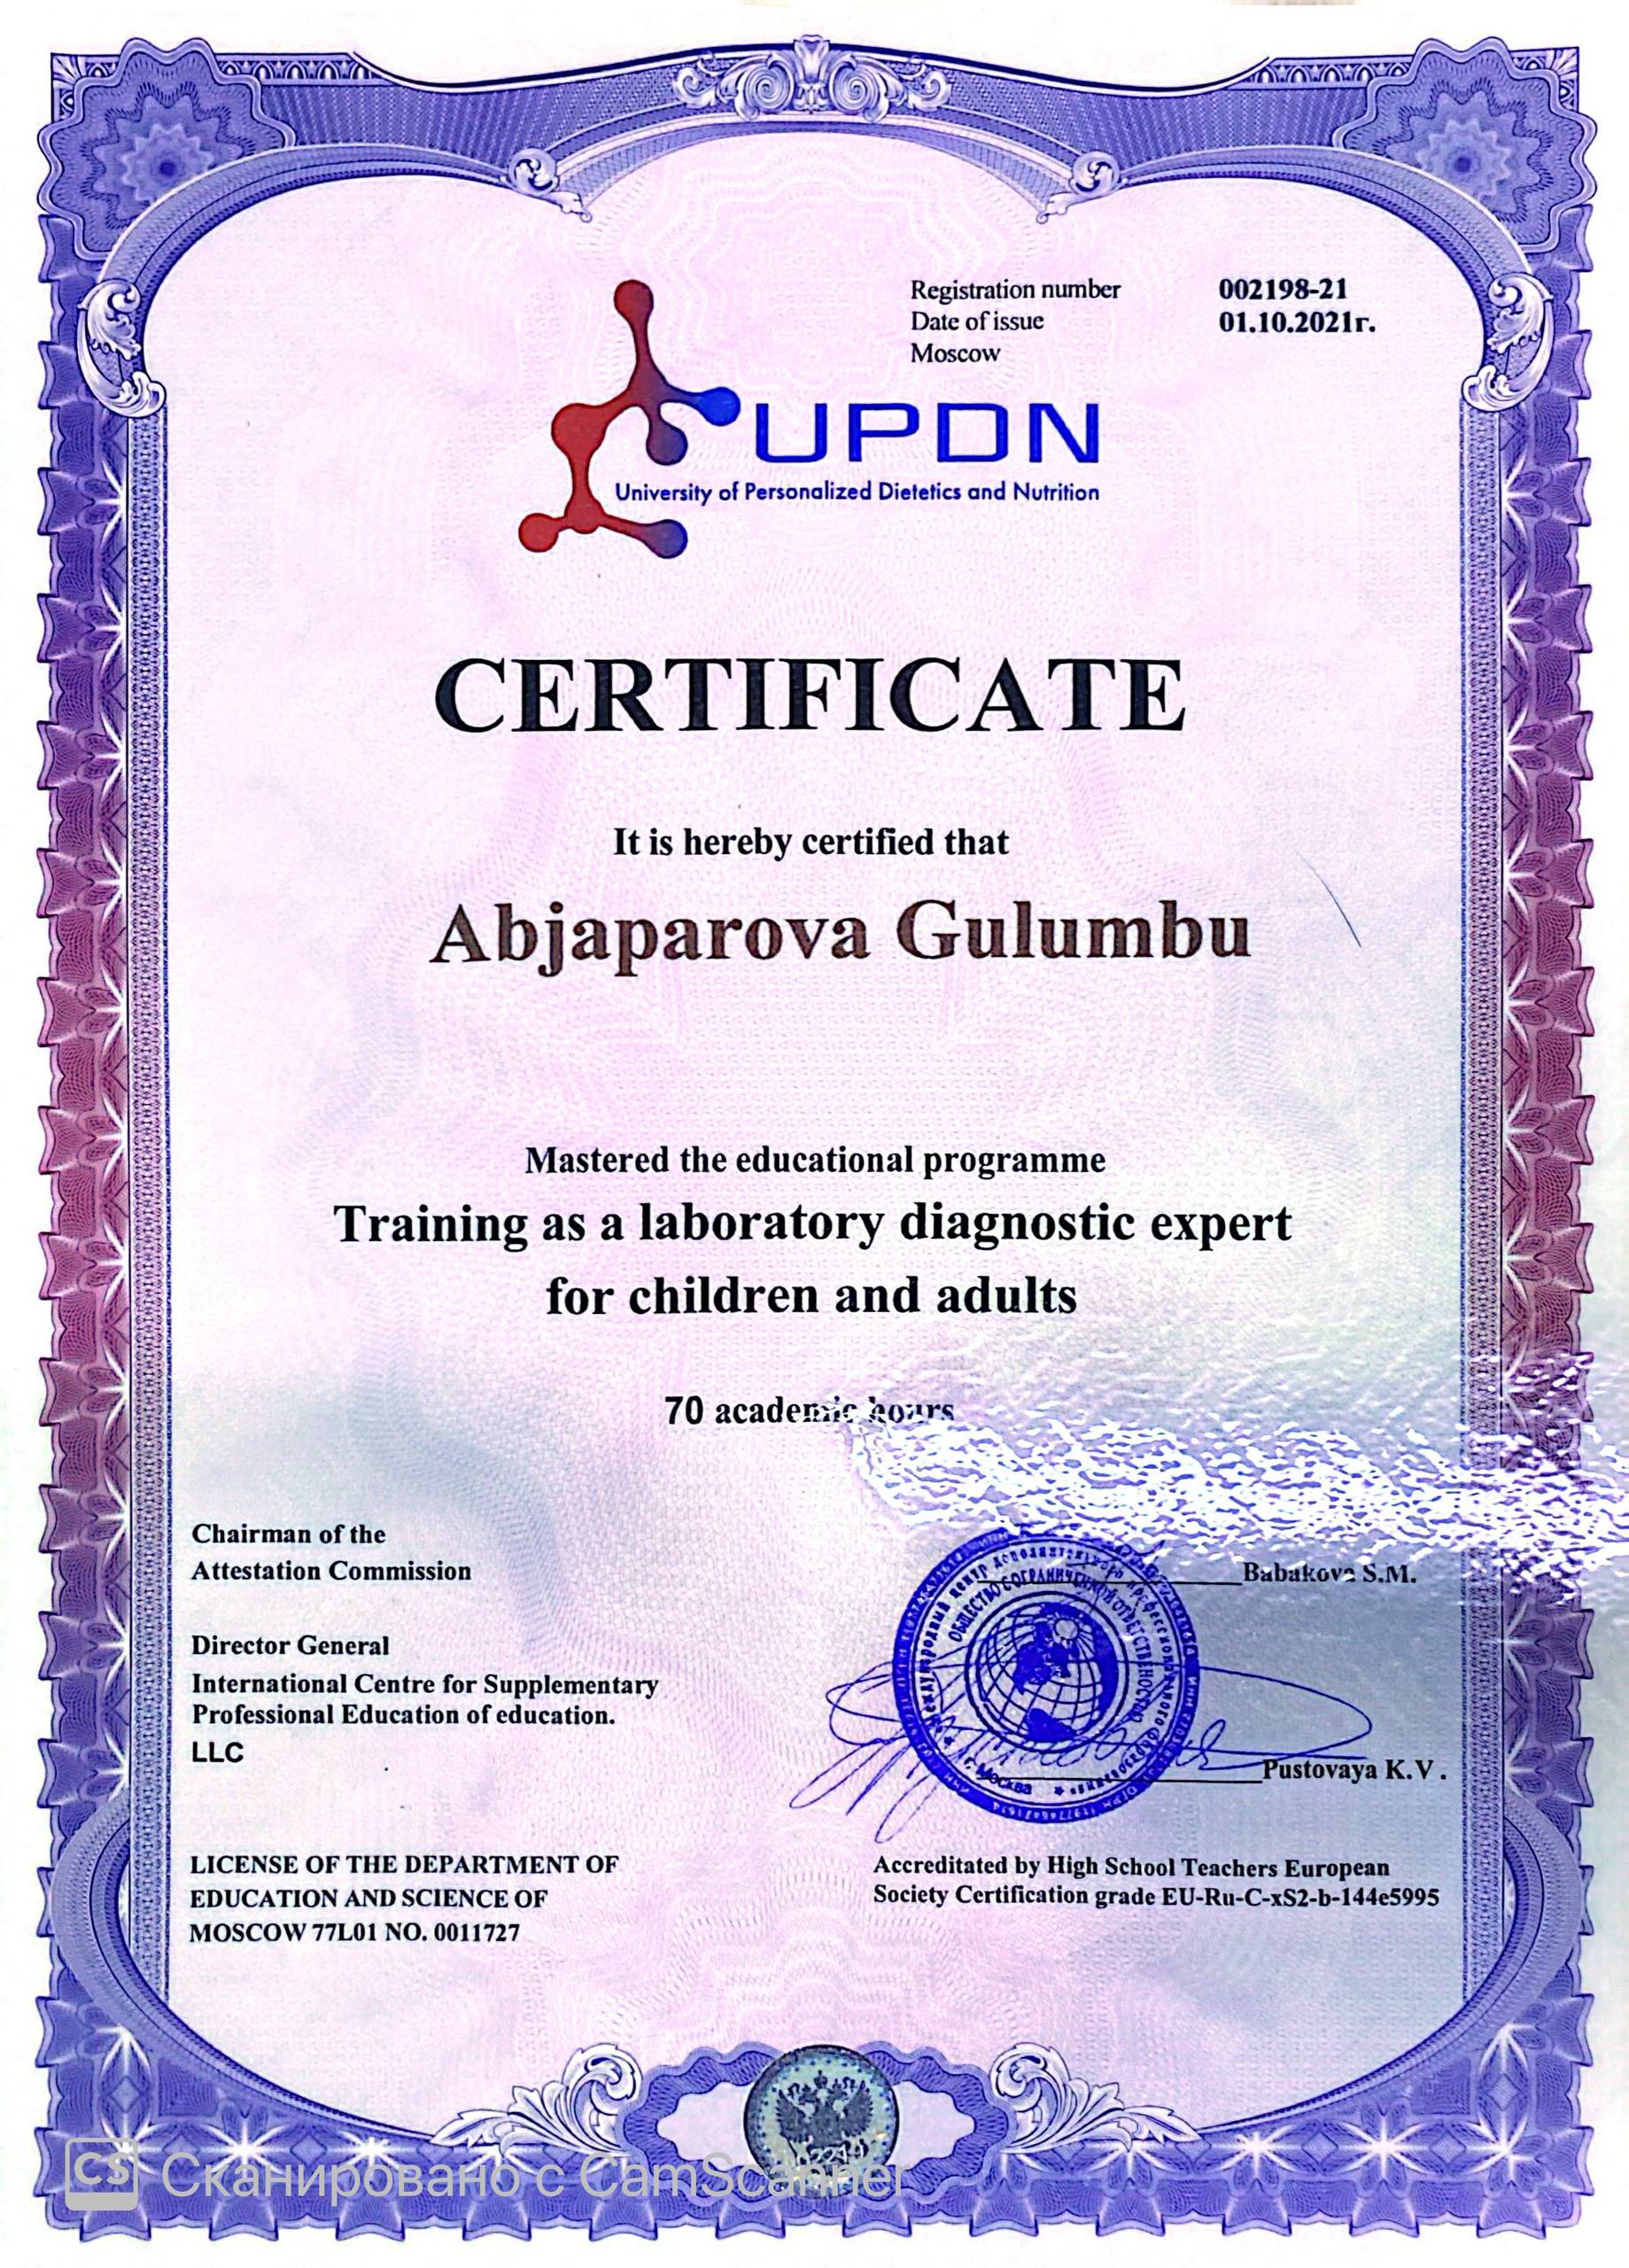 Registration number 002198-21
Date of issue 01.10.2021г.
Moscow
UPDN
University of Personalized Dietetics and Nutrition
CERTIFICATE
It is hereby certified that
Abjaparova Gulumbu
Mastered the educational programme
Training as a laboratory diagnostic expert
for children and adults
70 academic hours
Chairman of the
Attestation Commission
Babakova S.M.
Director General
International Centre for Supplementary
Professional Education of education.
LLC
Pustovaya K.V .
ОБЩЕСТВО С ОГРАНИЧЕННОЙ ОТВЕТСТВЕННОСТЬЮ
г. Москва
LICENSE OF THE DEPARTMENT OF
EDUCATION AND SCIENCE OF
MOSCOW 77L01 NO. 0011727
Accreditated by High School Teachers European
Society Certification grade EU-Ru-C-xS2-b-144e5995
CS Сканировано с CamScanner